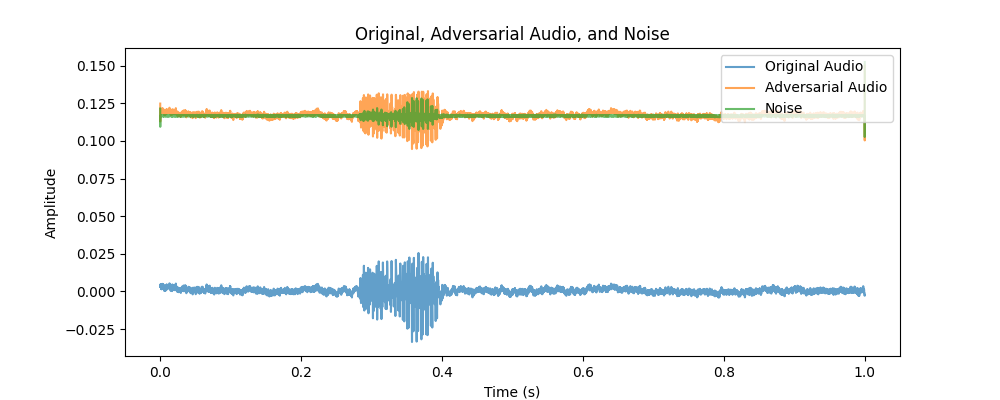 Original, Adversarial Audio, and Noise
Original Audio
Adversarial Audio
Noise
Amplitude
0.150
0.125
0.100
0.075
0.050
0.025
0.000
−0.025
0.0
0.2
0.4
0.6
0.8
1.0
Time (s)